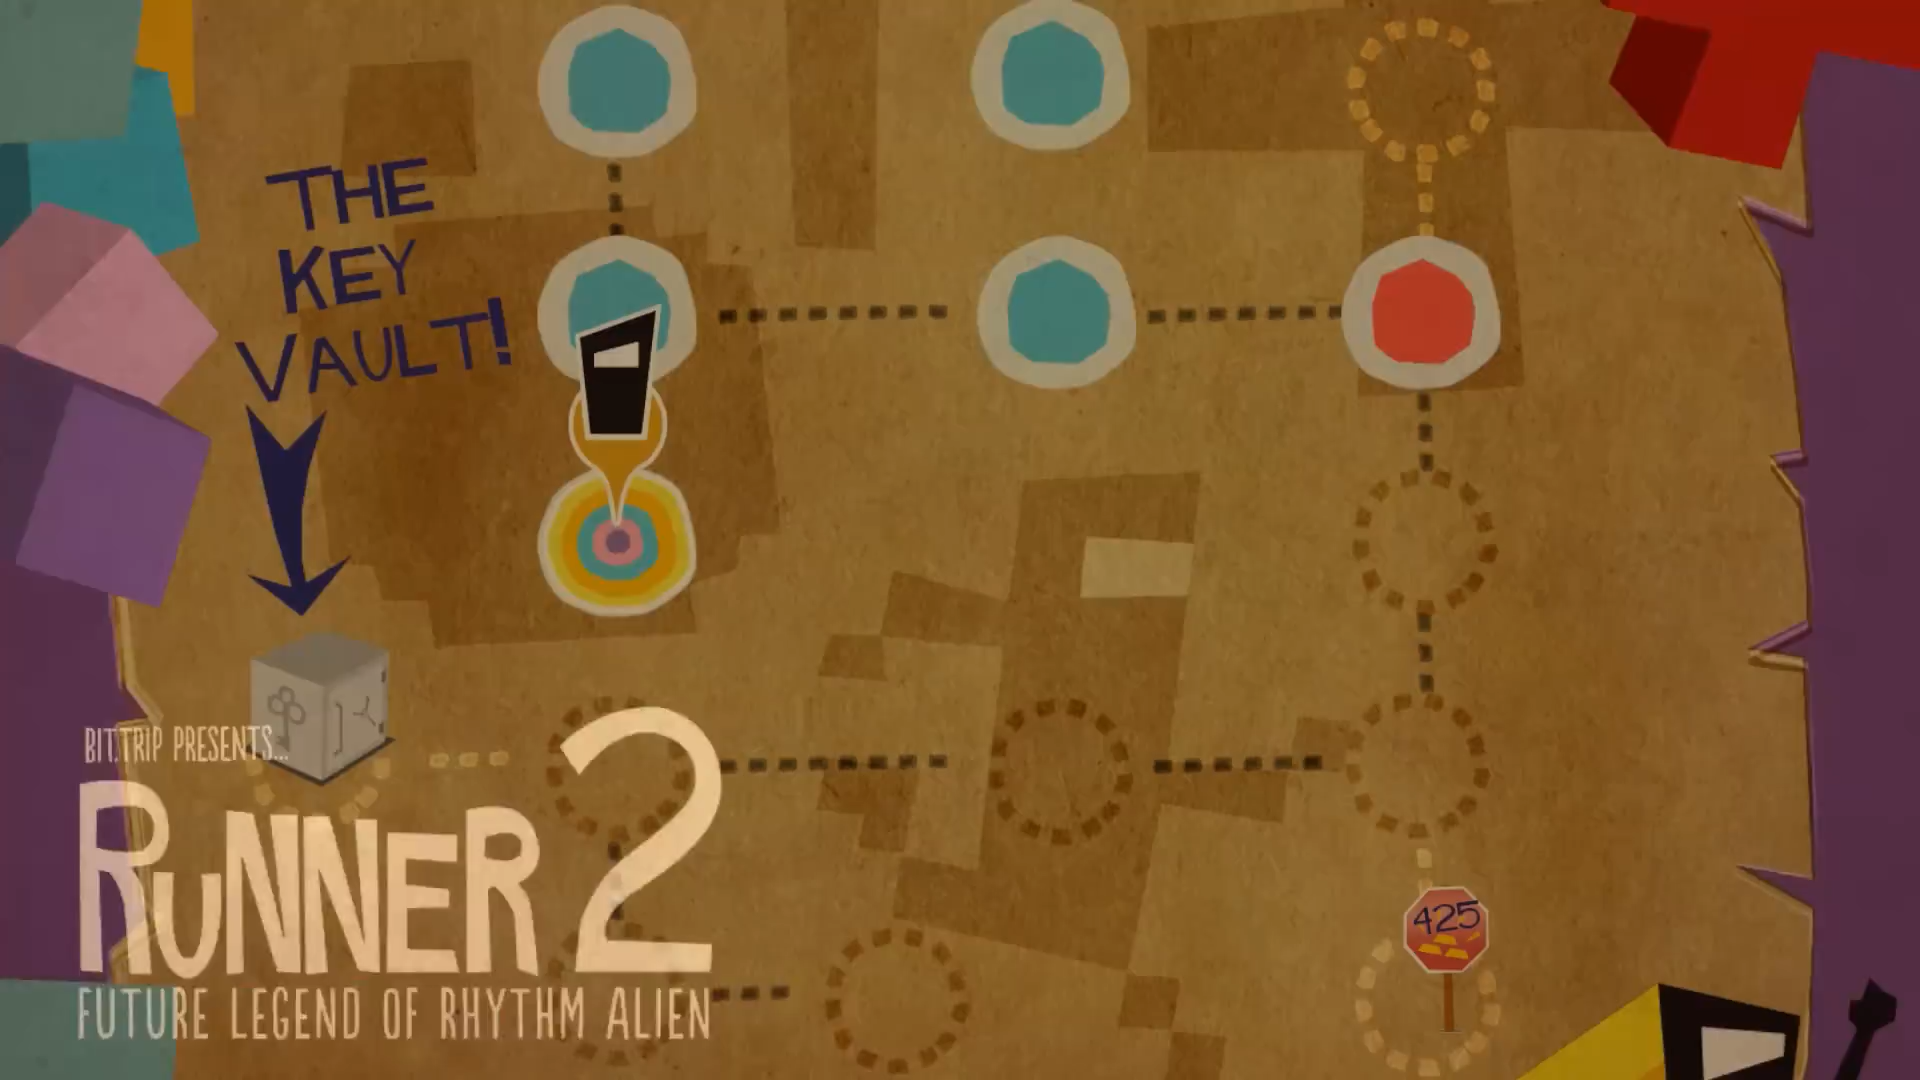 THE
KEY
VAULT!
BIT.TRIP PRESENTS...
RUNNER 2
FUTURE LEGEND OF RHYTHM ALIEN
425